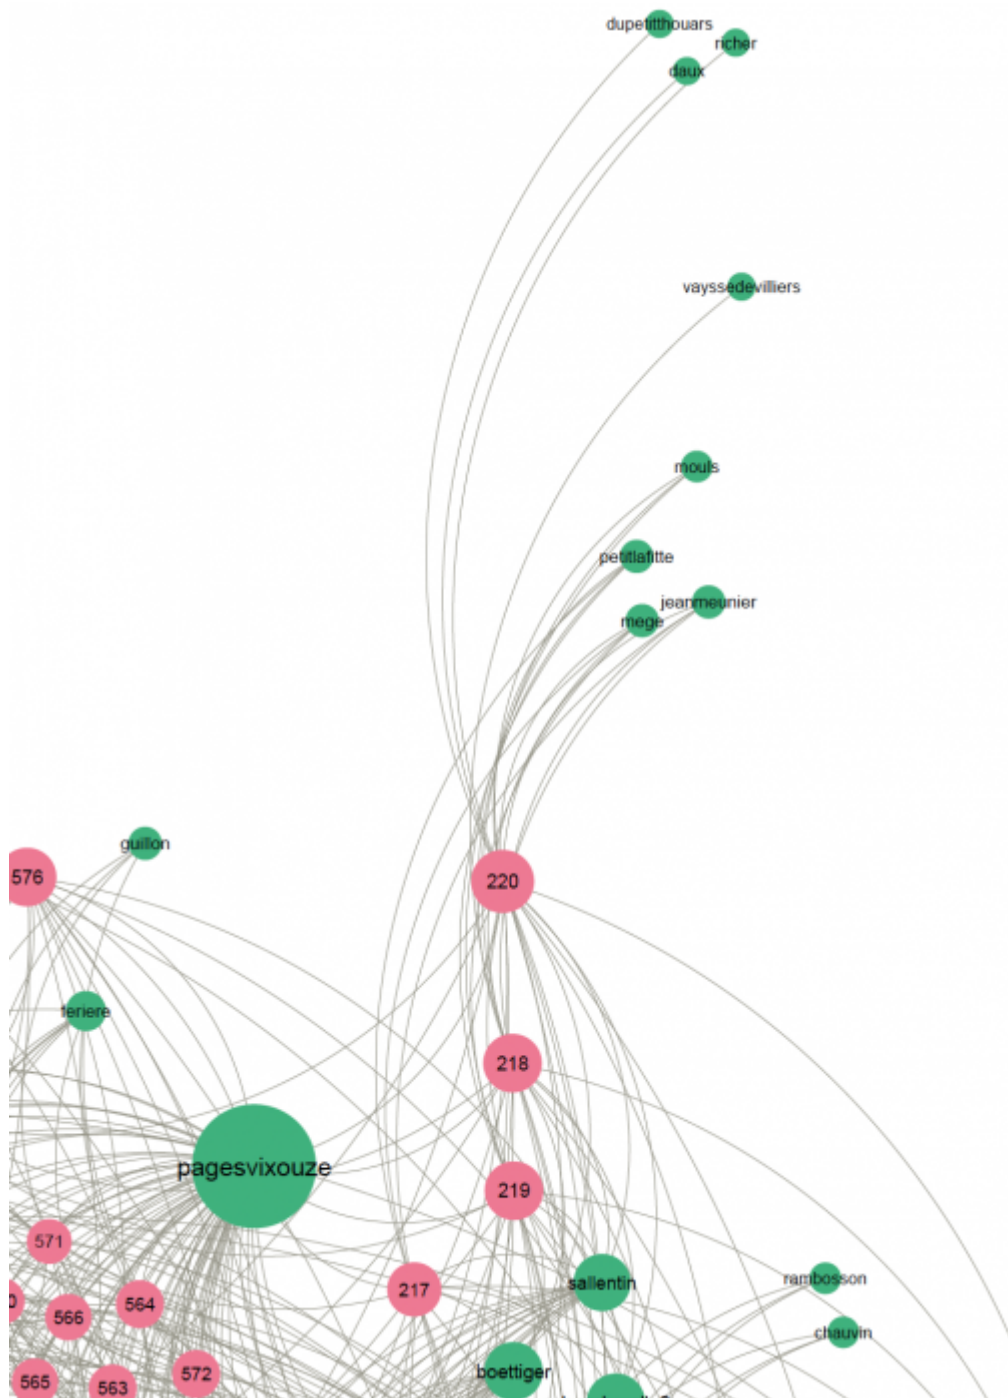 dupetitthouars
richer
daux
vayssedevilliers
mouls
petitlafitte
jeanmeunier
mege
guillon
576
220
feriere
218
pagesvixouze
219
571
217
sallentin
rambosson
564
566
chauvin
boettiger
572
565
563